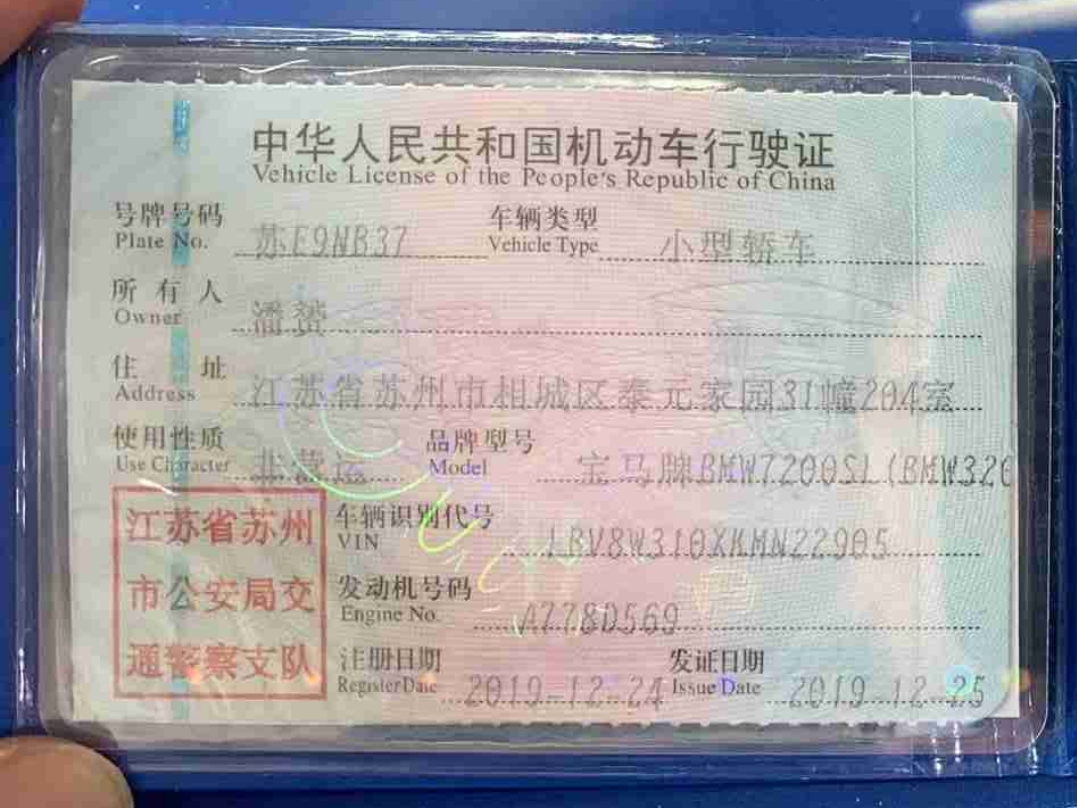 中华人民共和国机动车行驶证
Vehicle License of the People's Republic of China
号牌号码 苏E9NB37 车辆类型 小型轿车
Plate No. Vehicle Type
所有人 潘赟
Owner
住址 江苏省苏州市相城区泰元家园31幢204室
Address
使用性质 非营运 品牌型号 宝马牌BMW7200SL(BMW320
Use Character Model
江苏省苏州
市公安局交
通警察支队
车辆识别代号 LBV8W310XKMN22905
VIN
发动机号码 A778D569
Engine No.
注册日期 2019-12-24 发证日期 2019-12-25
Register Date Issue Date